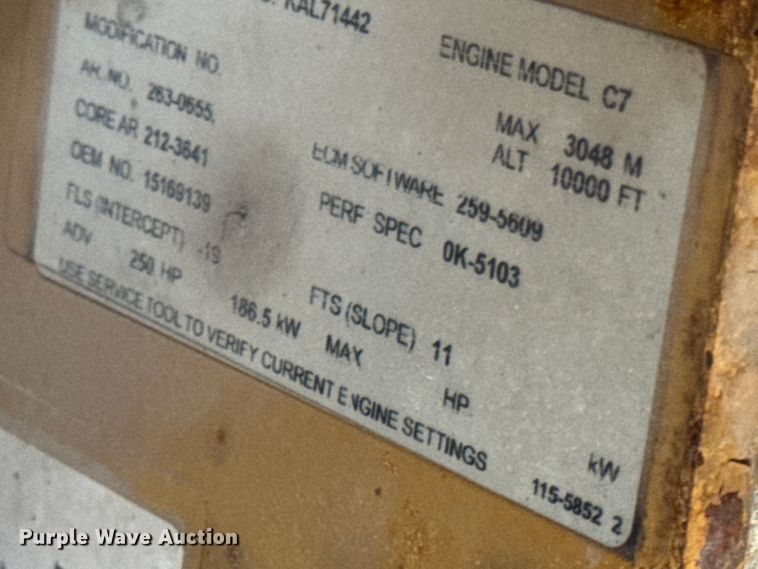 KAL71442
ENGINE MODEL C7
MODIFICATION NO.
MAX 3048 M
ALT 10000 FT
AR. NO. 263-0655.
CORE AR 212-3641
ECM SOFTWARE 259-5609
OEM NO. 15169139
PERF SPEC 0K-5103
FLS (INTERCEPT) -19
FTS (SLOPE) 11
ADV 250 HP 186.5 kW MAX HP kW
USE SERVICE TOOL TO VERIFY CURRENT ENGINE SETTINGS
115-5852 2
Purple Wave Auction